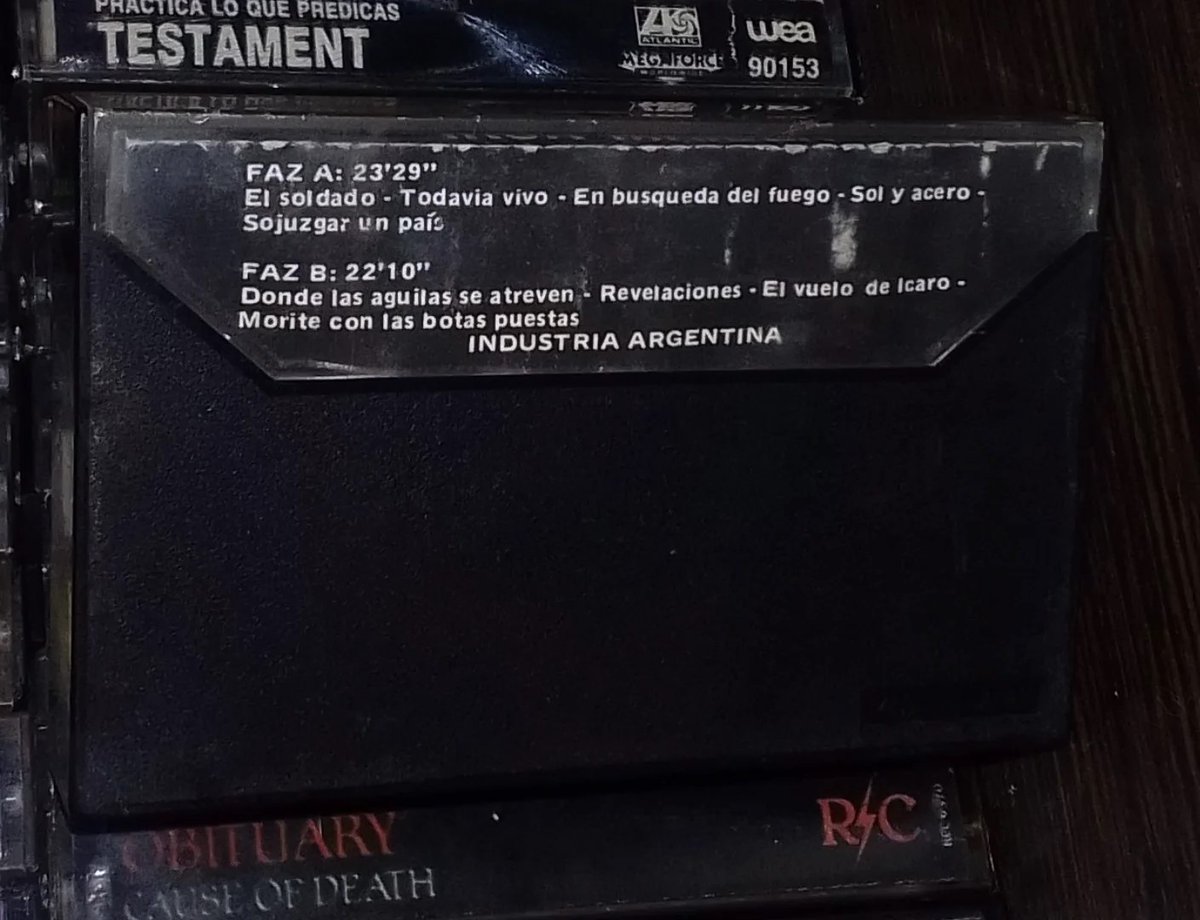 PRACTICA LO QUE PREDICAS
TESTAMENT
ATLANTIC
MEGAFORCE
WORLDWIDE
wea
90153
FAZ A: 23'29"
El soldado - Todavia vivo - En busqueda del fuego - Sol y acero -
Sojuzgar un país
FAZ B: 22'10"
Donde las aguilas se atreven - Revelaciones - El vuelo de Icaro -
Morite con las botas puestas
INDUSTRIA ARGENTINA
OBITUARY
R C
CAUSE OF DEATH